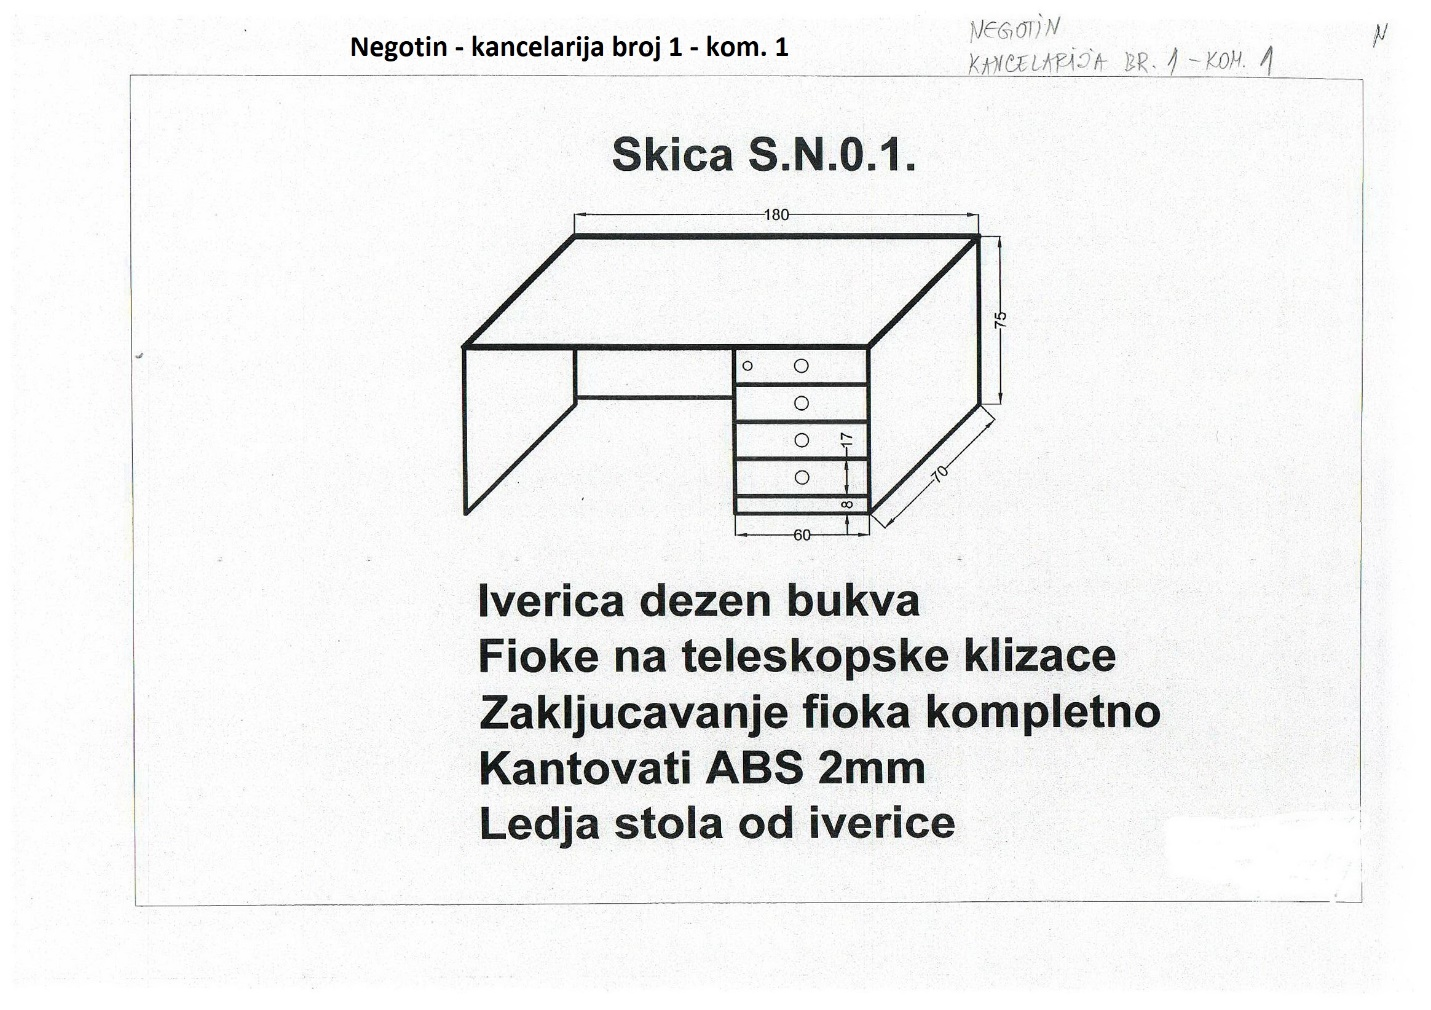 Negotin - kancelarija broj 1 - kom. 1
NEGOTIN
KANCELARIJA BR. 1 - KOM. 1
N
Skica S.N.0.1.
180
75
17
70
8
60
Iverica dezen bukva
Fioke na teleskopske klizace
Zakljucavanje fioka kompletno
Kantovati ABS 2mm
Ledja stola od iverice